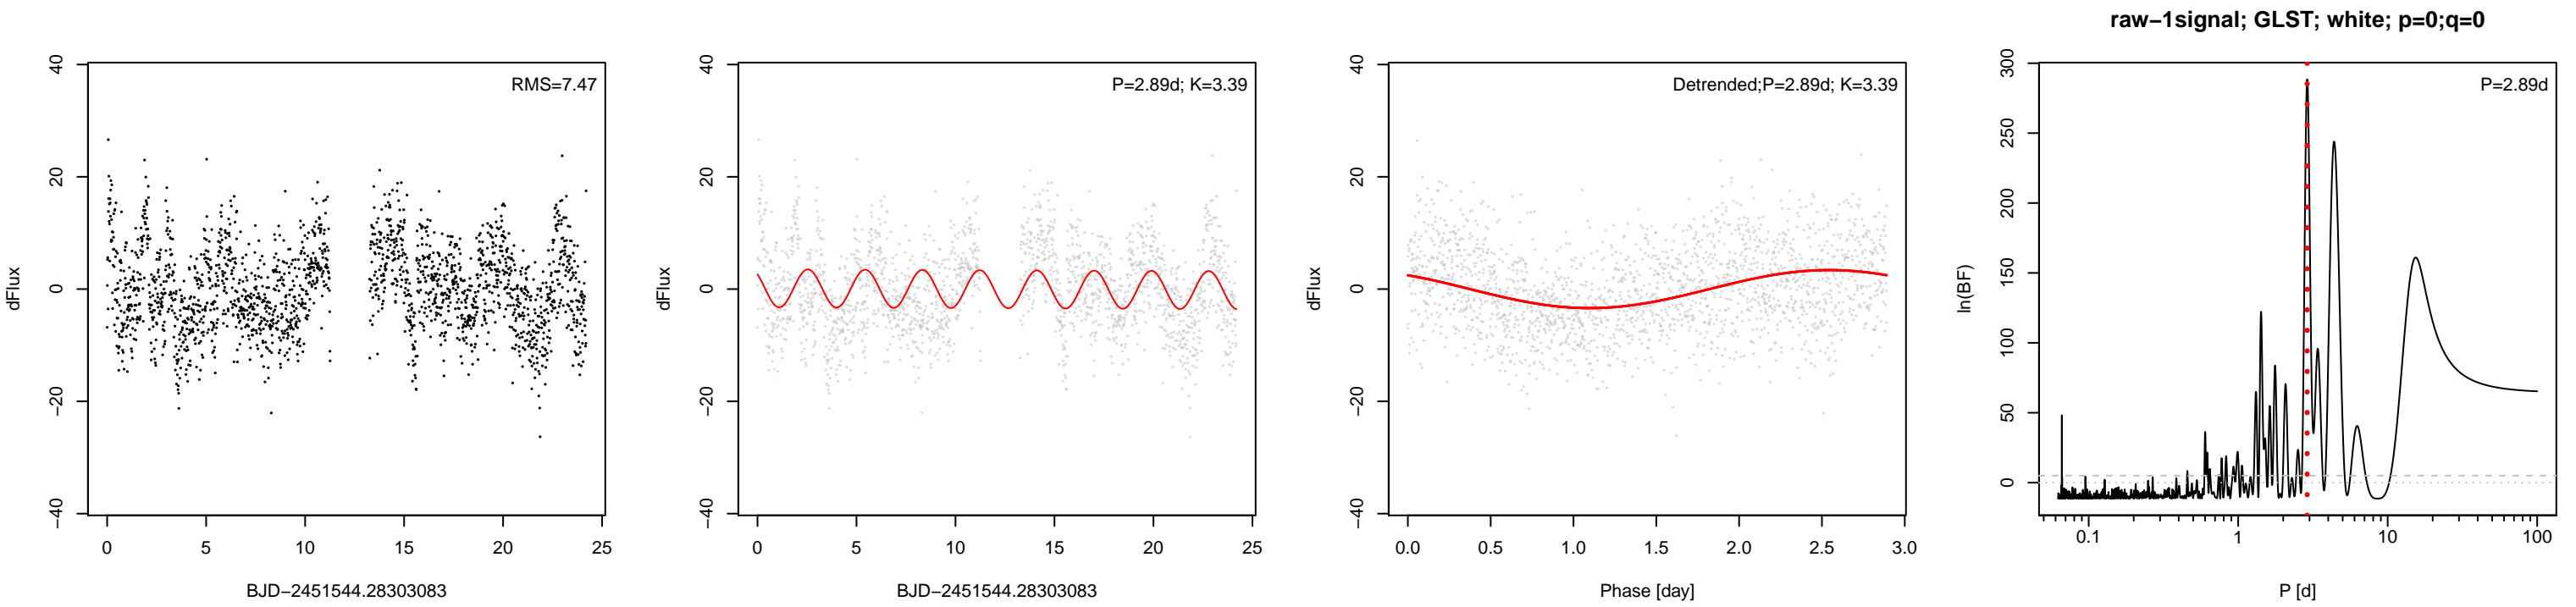 raw−1signal; GLST; white; p=0;q=0
RMS=7.47
dFlux
40
20
0
−20
−40
0 5 10 15 20 25
BJD−2451544.28303083
P=2.89d; K=3.39
dFlux
40
20
0
−20
−40
0 5 10 15 20 25
BJD−2451544.28303083
Detrended;P=2.89d; K=3.39
dFlux
40
20
0
−20
−40
0.0 0.5 1.0 1.5 2.0 2.5 3.0
Phase [day]
P=2.89d
ln(BF)
300
250
200
150
100
50
0
0.1 1 10 100
P [d]